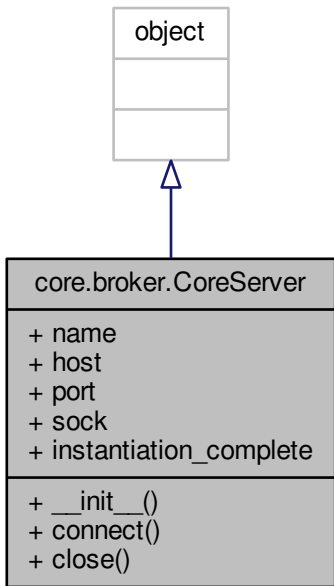 object
core.broker.CoreServer
+ name
+ host
+ port
+ sock
+ instantiation_complete
+ __init__()
+ connect()
+ close()